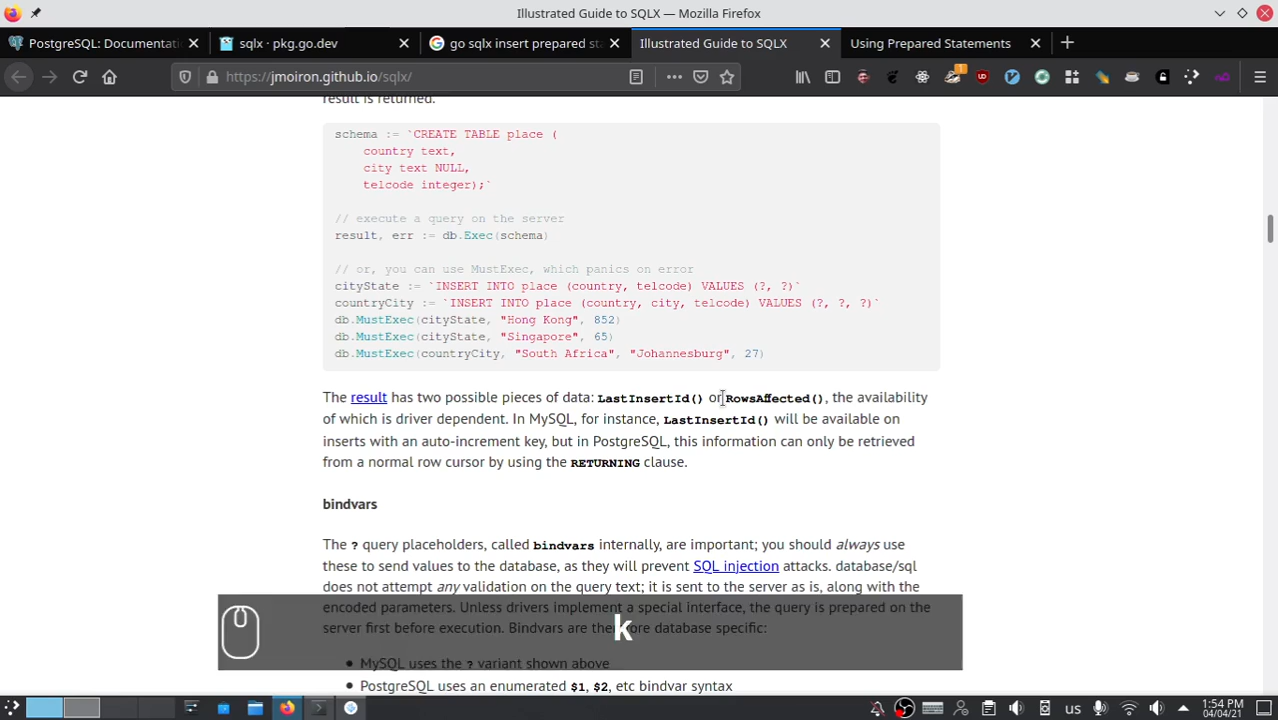 Illustrated Guide to SQLX — Mozilla Firefox
PostgreSQL: Documentati
sqlx · pkg.go.dev
go sqlx insert prepared sta
Illustrated Guide to SQLX
Using Prepared Statements
https://jmoiron.github.io/sqlx/
1
result is returned.
schema := `CREATE TABLE place (
country text,
city text NULL,
telcode integer);`
// execute a query on the server
result, err := db.Exec(schema)
// or, you can use MustExec, which panics on error
cityState := `INSERT INTO place (country, telcode) VALUES (?, ?)`
countryCity := `INSERT INTO place (country, city, telcode) VALUES (?, ?, ?)`
db.MustExec(cityState, "Hong Kong", 852)
db.MustExec(cityState, "Singapore", 65)
db.MustExec(countryCity, "South Africa", "Johannesburg", 27)
The result has two possible pieces of data: LastInsertId() or RowsAffected(), the availability
of which is driver dependent. In MySQL, for instance, LastInsertId() will be available on
inserts with an auto-increment key, but in PostgreSQL, this information can only be retrieved
from a normal row cursor by using the RETURNING clause.
bindvars
The ? query placeholders, called bindvars internally, are important; you should always use
these to send values to the database, as they will prevent SQL injection attacks. database/sql
does not attempt any validation on the query text; it is sent to the server as is, along with the
encoded parameters. Unless drivers implement a special interface, the query is prepared on the
server first before execution. Bindvars are therefore database specific:
k
MySQL uses the ? variant shown above
PostgreSQL uses an enumerated $1, $2, etc bindvar syntax
us
1:54 PM
04/04/21